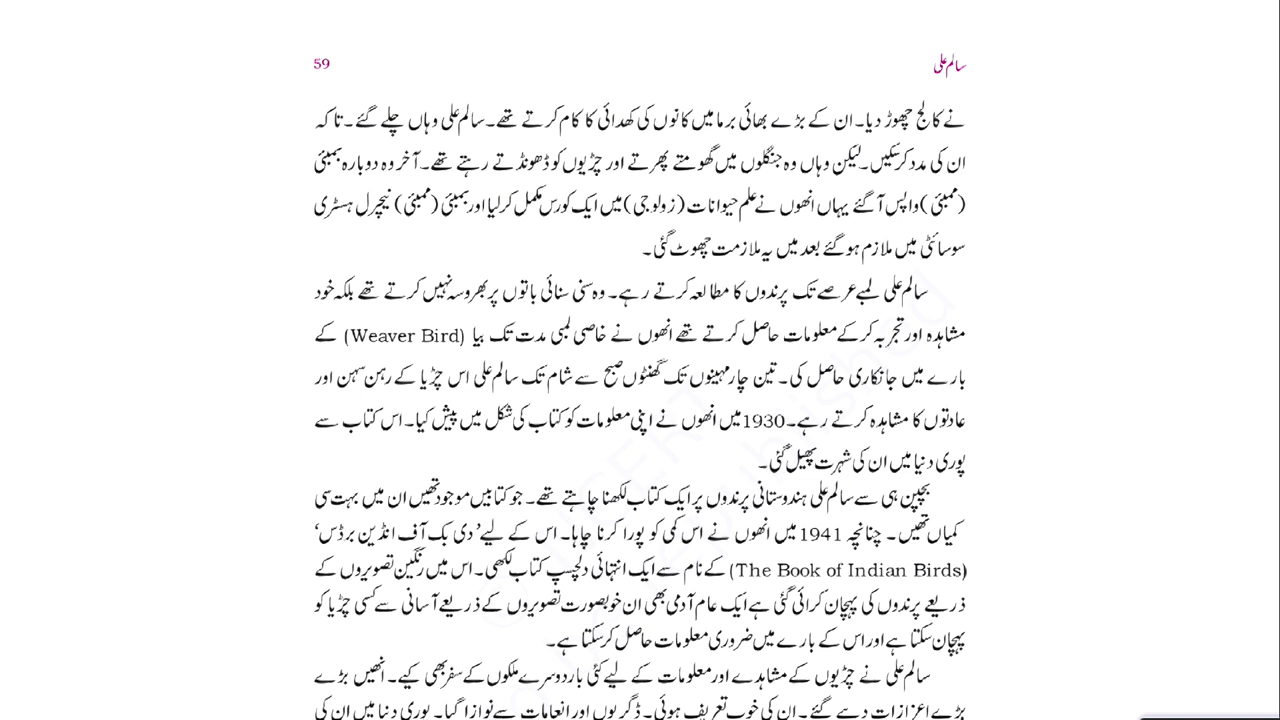 سالم علی
59
نے کالج چھوڑ دیا۔ ان کے بڑے بھائی برما میں کانوں کی کھدائی کا کام کرتے تھے۔ سالم علی وہاں چلے گئے۔ تاکہ
ان کی مدد کرسکیں۔ لیکن وہاں وہ جنگلوں میں گھومتے پھرتے اور چڑیوں کو ڈھونڈتے رہتے تھے۔ آخر وہ دوبارہ بمبئی
(ممبئی) واپس آگئے یہاں انھوں نے علم حیوانات (زولوجی) میں ایک کورس مکمل کرلیا اور بمبئی (ممبئی) نیچرل ہسٹری
سوسائٹی میں ملازم ہوگئے بعد میں یہ ملازمت چھوٹ گئی۔
سالم علی لمبے عرصے تک پرندوں کا مطالعہ کرتے رہے۔ وہ سنی سنائی باتوں پر بھروسہ نہیں کرتے تھے بلکہ خود
مشاہدہ اور تجربہ کرکے معلومات حاصل کرتے تھے انھوں نے خاصی لمبی مدت تک بیا (Weaver Bird) کے
بارے میں جانکاری حاصل کی۔ تین چار مہینوں تک گھنٹوں صبح سے شام تک سالم علی اس چڑیا کے رہن سہن اور
عادتوں کا مشاہدہ کرتے رہے۔ 1930 میں انھوں نے اپنی معلومات کو کتاب کی شکل میں پیش کیا۔ اس کتاب سے
پوری دنیا میں ان کی شہرت پھیل گئی۔
بچپن ہی سے سالم علی ہندوستانی پرندوں پر ایک کتاب لکھنا چاہتے تھے۔ جو کتابیں موجود تھیں ان میں بہت سی
کمیاں تھیں۔ چنانچہ 1941 میں انھوں نے اس کمی کو پورا کرنا چاہا۔ اس کے لیے ’دی بک آف انڈین برڈس‘
(The Book of Indian Birds) کے نام سے ایک انتہائی دلچسپ کتاب لکھی۔ اس میں رنگین تصویروں کے
ذریعے پرندوں کی پہچان کرائی گئی ہے ایک عام آدمی بھی ان خوبصورت تصویروں کے ذریعے آسانی سے کسی چڑیا کو
پہچان سکتا ہے اور اس کے بارے میں ضروری معلومات حاصل کرسکتا ہے۔
سالم علی نے چڑیوں کے مشاہدے اور معلومات کے لیے کئی بار دوسرے ملکوں کے سفر بھی کیے۔ انھیں بڑے
بڑے اعزازات دیے گئے۔ ان کی خوب تعریف ہوئی۔ ڈگریوں اور انعامات سے نوازا گیا۔ پوری دنیا میں ان کی